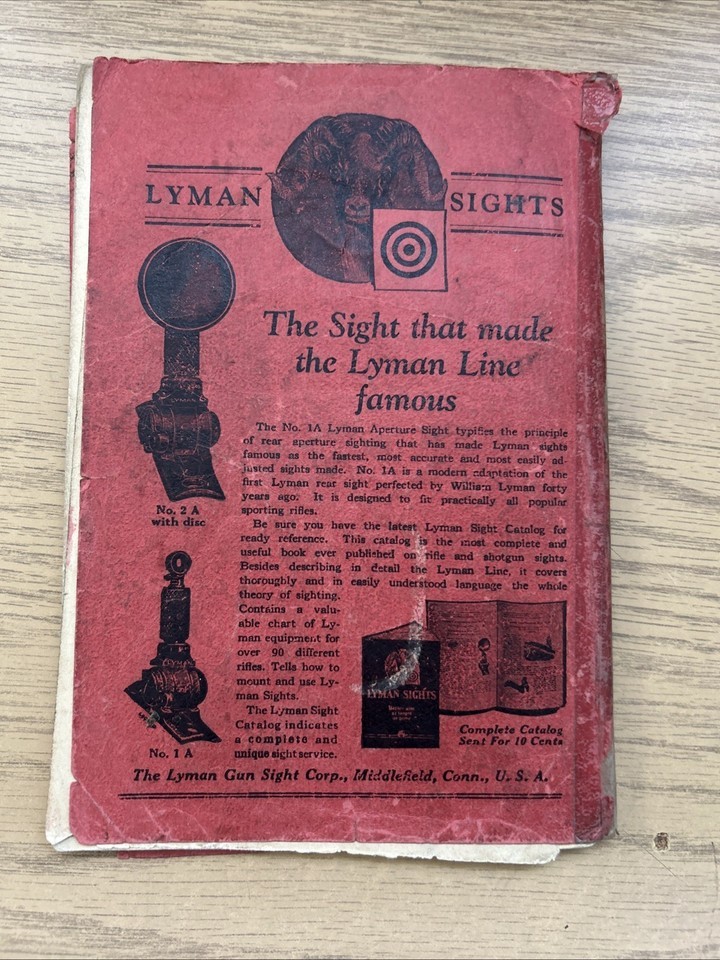 LYMAN SIGHTS
The Sight that made
the Lyman Line
famous
The No. 1A Lyman Aperture Sight typifies the principle
of rear aperture sighting that has made Lyman sights
famous as the fastest, most accurate and most easily ad-
justed sights made. No. 1A is a modern adaptation of the
first Lyman rear sight perfected by William Lyman forty
years ago. It is designed to fit practically all popular
sporting rifles.
No. 2 A
with disc
Be sure you have the latest Lyman Sight Catalog for
ready reference. This catalog is the most complete and
useful book ever published on rifle and shotgun sights.
Besides describing in detail the Lyman Line, it covers
thoroughly and in easily understood language the whole
theory of sighting.
Contains a valu-
able chart of Ly-
man equipment for
over 90 different
rifles. Tells how to
mount and use Ly-
man Sights.
The Lyman Sight
Catalog indicates
a complete and
unique sight service.
No. 1 A
LYMAN SIGHTS
Complete Catalog
Sent For 10 Cents
The Lyman Gun Sight Corp., Middlefield, Conn., U. S. A.